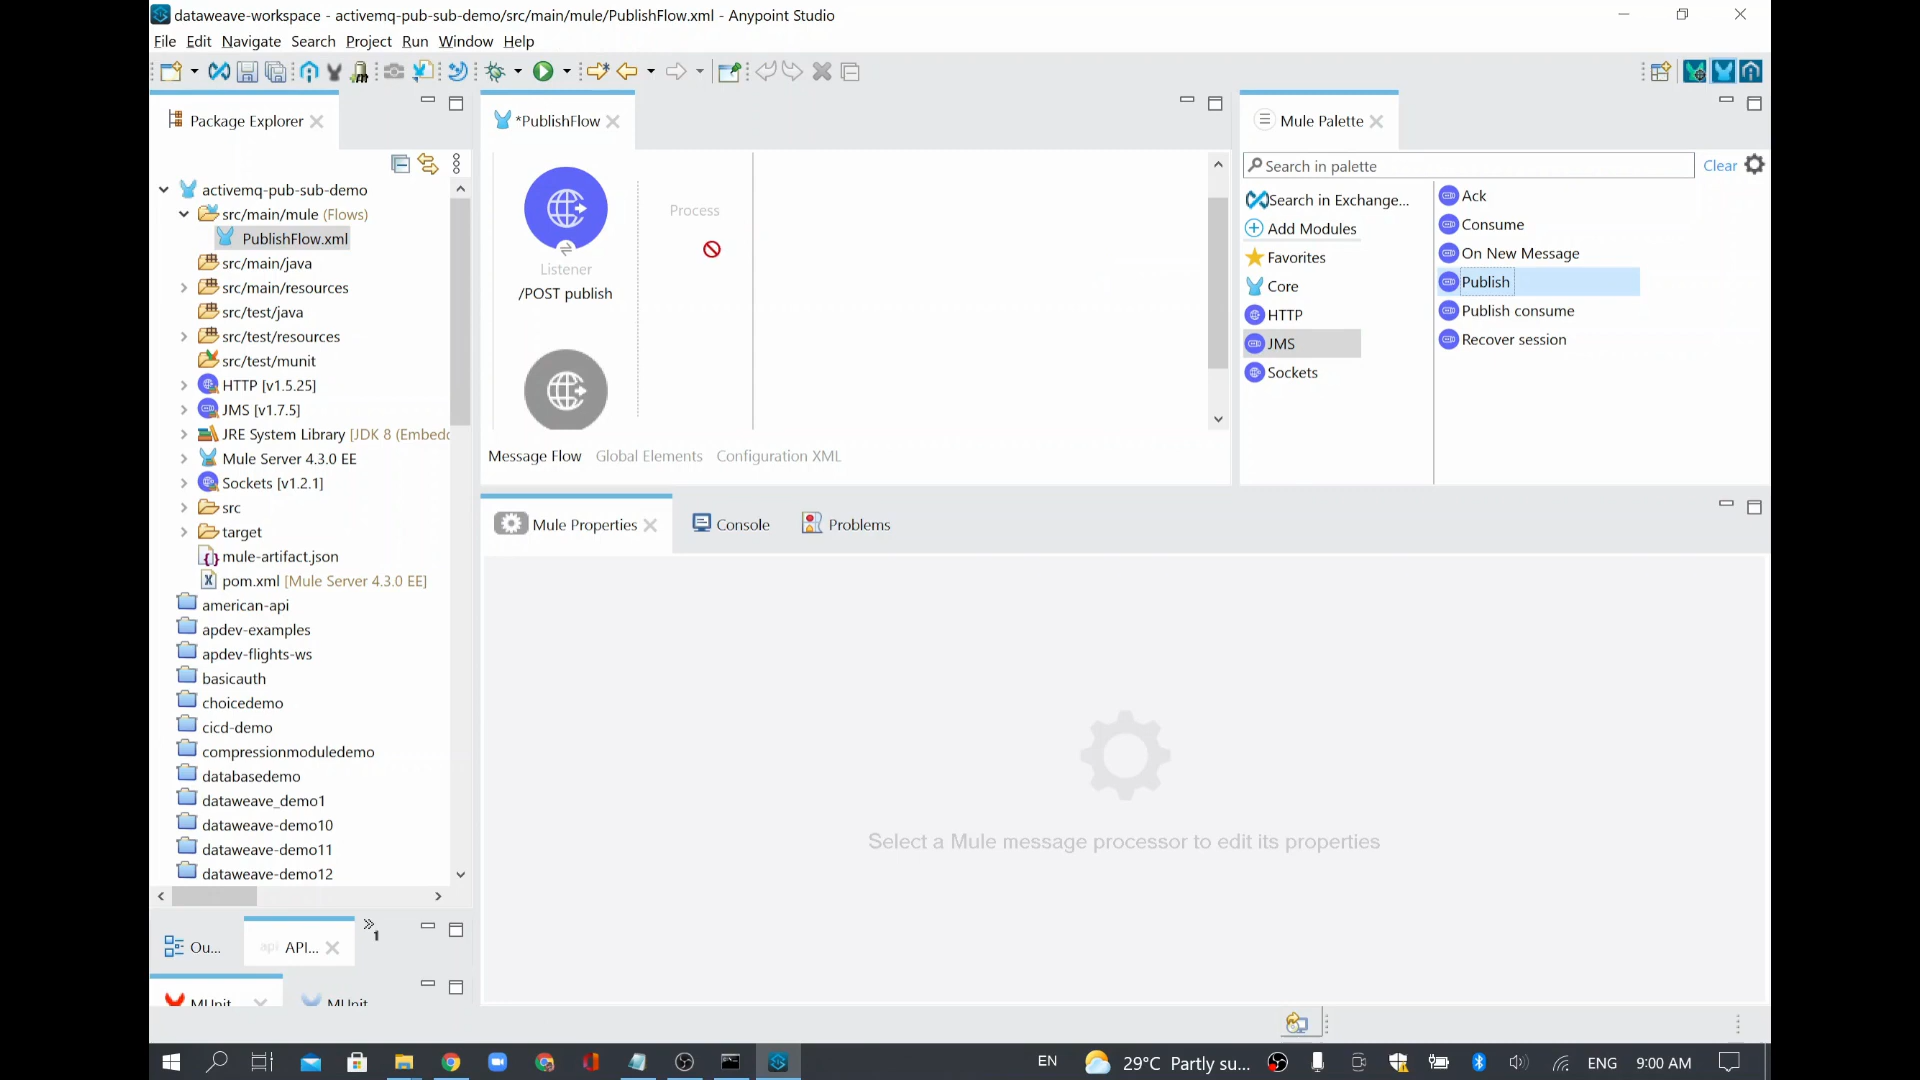 dataweave-workspace - activemq-pub-sub-demo/src/main/mule/PublishFlow.xml - Anypoint Studio
File Edit Navigate Search Project Run Window Help
Package Explorer
activemq-pub-sub-demo
src/main/mule (Flows)
PublishFlow.xml
src/main/java
src/main/resources
src/test/java
src/test/resources
src/test/munit
HTTP [v1.5.25]
JMS [v1.7.5]
JRE System Library [JDK 8 (Embedd
Mule Server 4.3.0 EE
Sockets [v1.2.1]
src
target
mule-artifact.json
pom.xml [Mule Server 4.3.0 EE]
american-api
apdev-examples
apdev-flights-ws
basicauth
choicedemo
cicd-demo
compressionmoduledemo
databasedemo
dataweave_demo1
dataweave-demo10
dataweave-demo11
dataweave-demo12
Ou...
api API...
1
MUnit
MUnit
*PublishFlow
Process
Listener
/POST publish
Message Flow Global Elements Configuration XML
Mule Palette
Search in palette
Clear
Search in Exchange...
Add Modules
Favorites
Core
HTTP
JMS
Sockets
Ack
Consume
On New Message
Publish
Publish consume
Recover session
Mule Properties
Console
Problems
Select a Mule message processor to edit its properties
EN
29°C Partly su...
ENG
9:00 AM